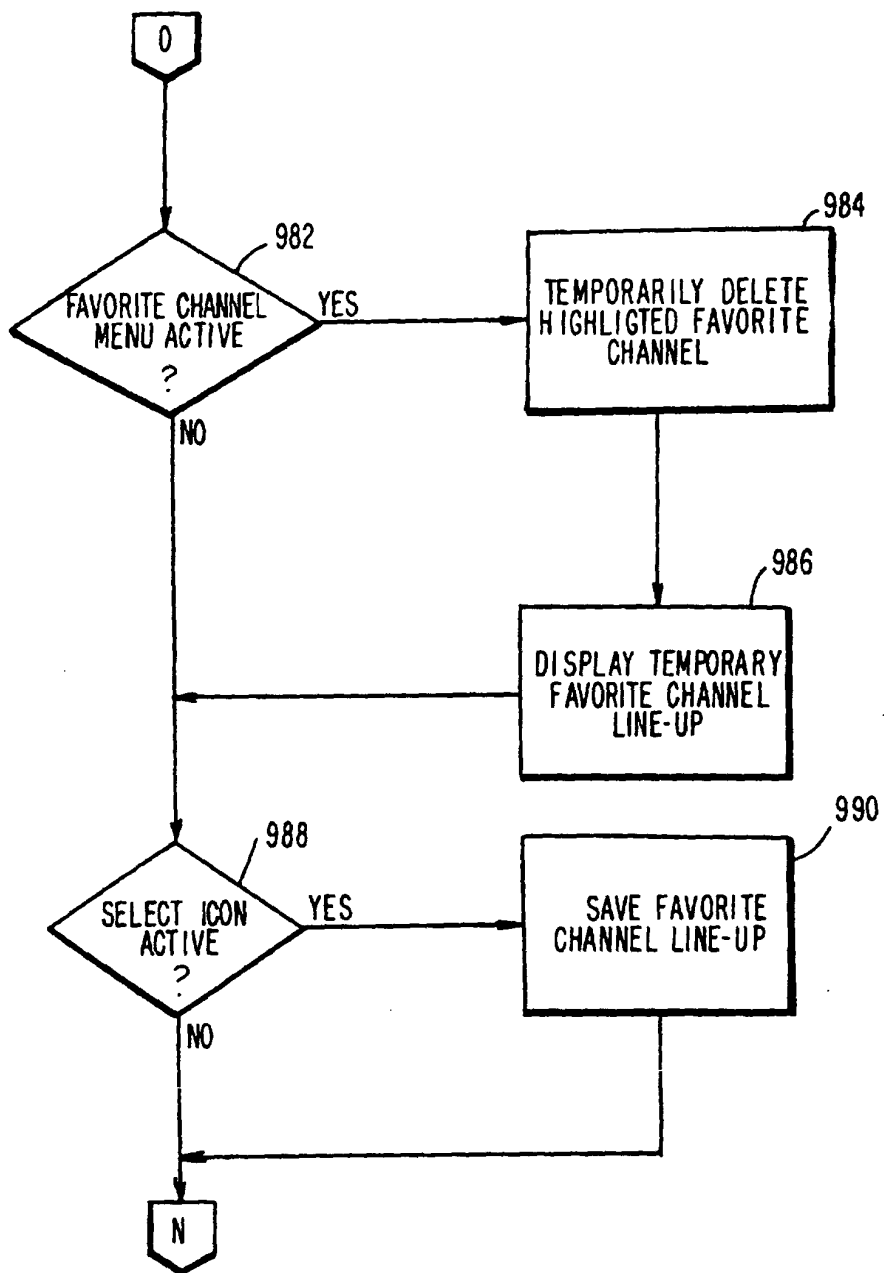 O
982
FAVORITE CHANNEL
MENU ACTIVE
?
YES
NO
984
TEMPORARILY DELETE
HIGHLIGTED FAVORITE
CHANNEL
986
DISPLAY TEMPORARY
FAVORITE CHANNEL
LINE-UP
988
SELECT ICON
ACTIVE
?
YES
NO
990
SAVE FAVORITE
CHANNEL LINE-UP
N